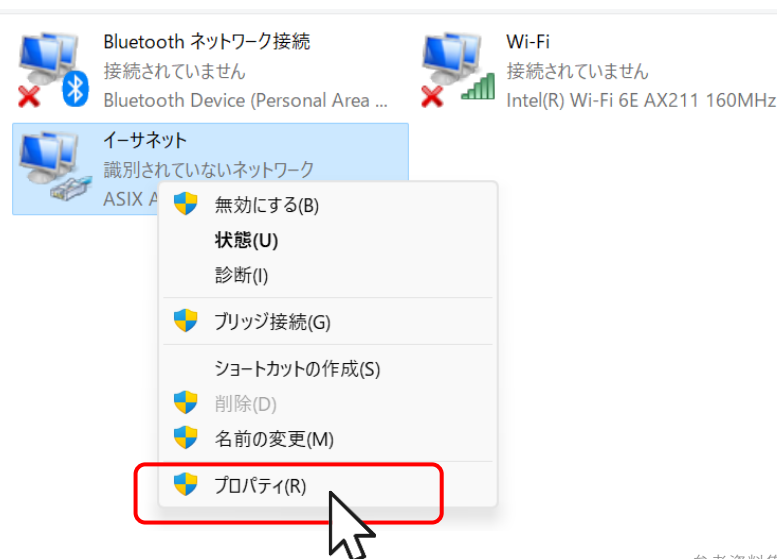 Bluetooth ネットワーク接続
接続されていません
Bluetooth Device (Personal Area ...
Wi-Fi
接続されていません
Intel(R) Wi-Fi 6E AX211 160MHz
イーサネット
識別されていないネットワーク
ASIX
無効にする(B)
状態(U)
診断(I)
ブリッジ接続(G)
ショートカットの作成(S)
削除(D)
名前の変更(M)
プロパティ(R)